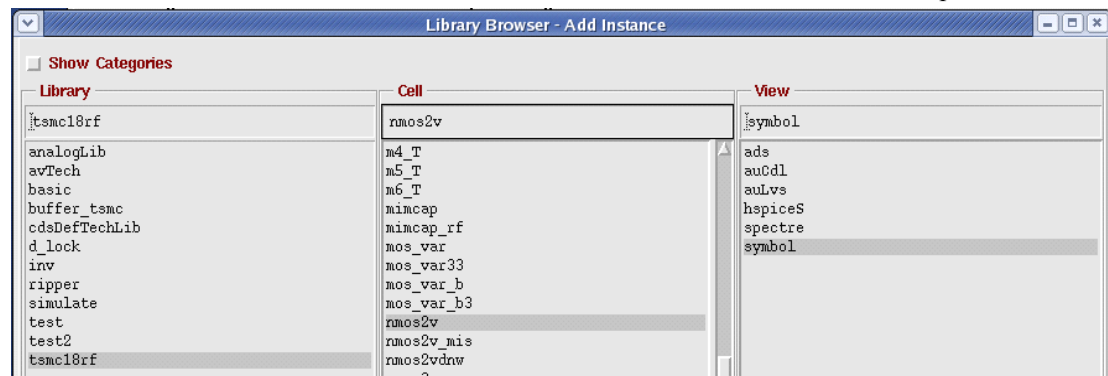 Library Browser - Add Instance
Show Categories
Library
tsmc18rf
analogLib
avTech
basic
buffer_tsmc
cdsDefTechLib
d_lock
inv
ripper
simulate
test
test2
tsmc18rf
Cell
nmos2v
m4_T
m5_T
m6_T
mimcap
mimcap_rf
mos_var
mos_var33
mos_var_b
mos_var_b3
nmos2v
nmos2v_mis
nmos2vdnw
View
symbol
ads
auCdl
auLvs
hspiceS
spectre
symbol